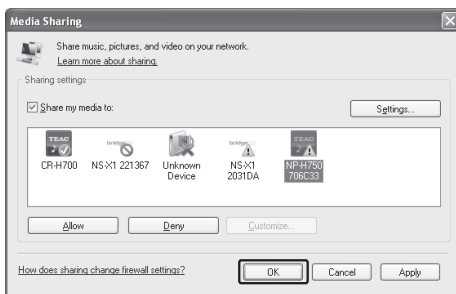 Media Sharing
Share music, pictures, and video on your network.
Learn more about sharing.
Sharing settings
Share my media to:
Settings...
TEAC
bridge
bridge
TEAC
CR-H700
NS-X1 221367
Unknown
Device
NS-X1
2031DA
NP-H750
706C33
Allow
Deny
Customize...
How does sharing change firewall settings?
OK
Cancel
Apply